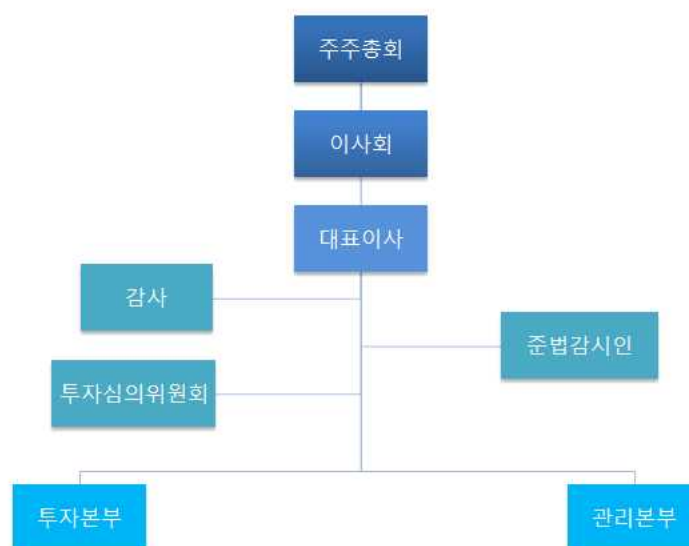 주주총회
이사회
대표이사
감사
준법감시인
투자심의위원회
투자본부
관리본부